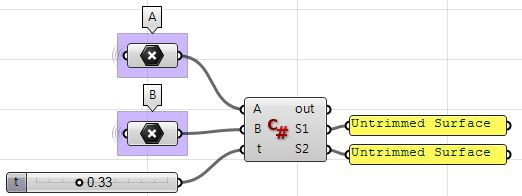 A
B
A out
B C# S1 Untrimmed Surface
t S2 Untrimmed Surface
t 0.33